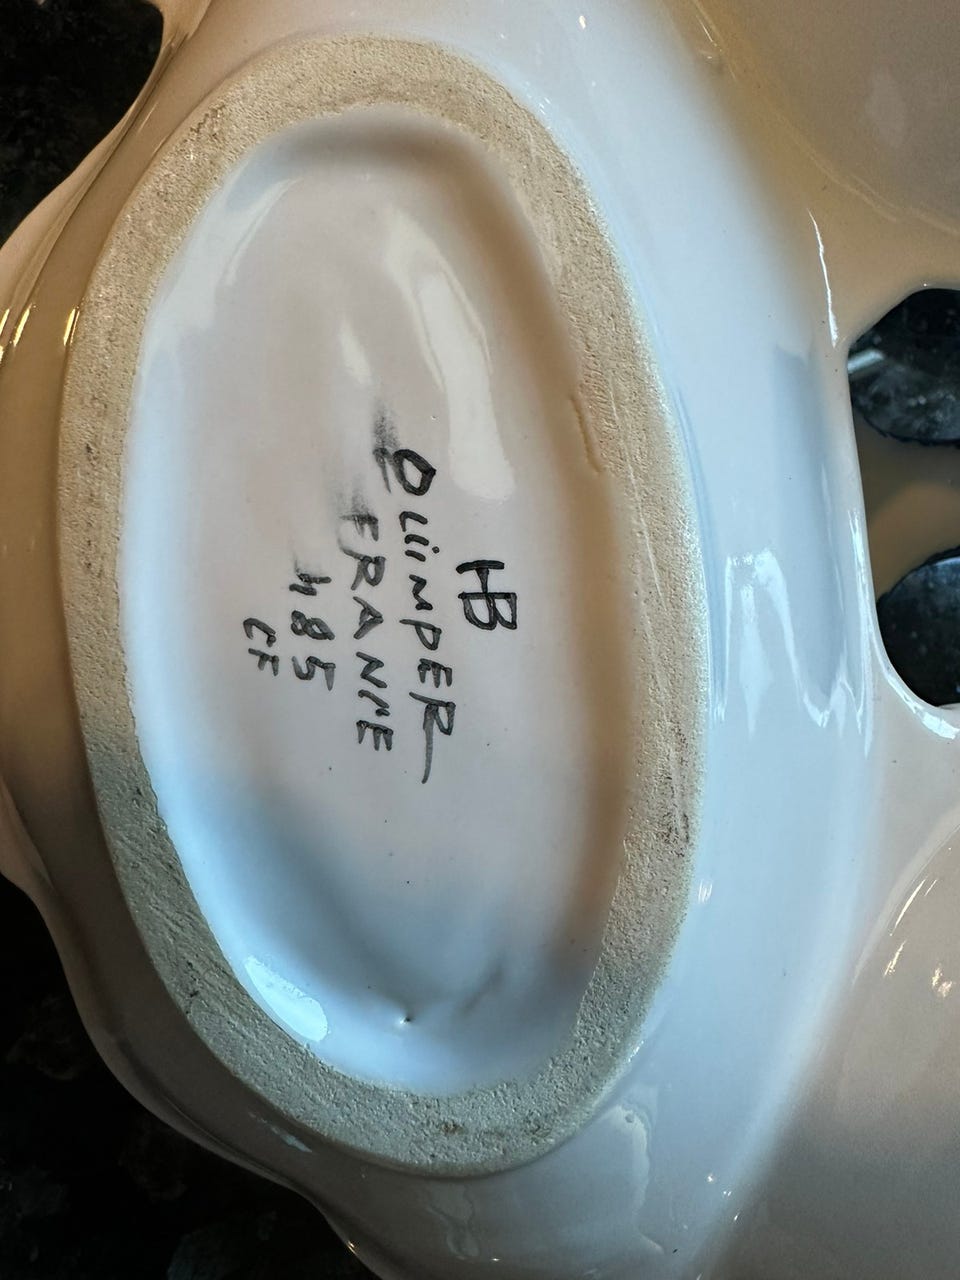 HB
QUIMPER
FRANCE
485
CF